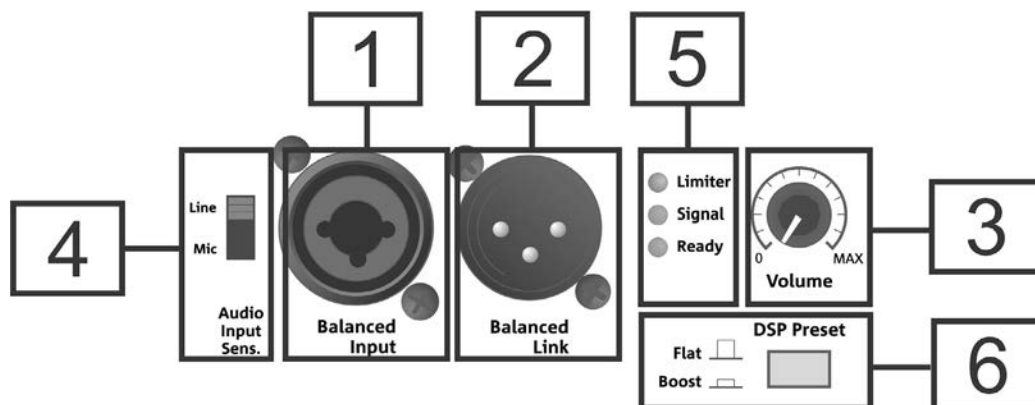 1
2
5
4
Line
Mic
Audio
Input
Sens.
Balanced
Input
Balanced
Link
Limiter
Signal
Ready
0
MAX
Volume
3
DSP Preset
Flat
Boost
6